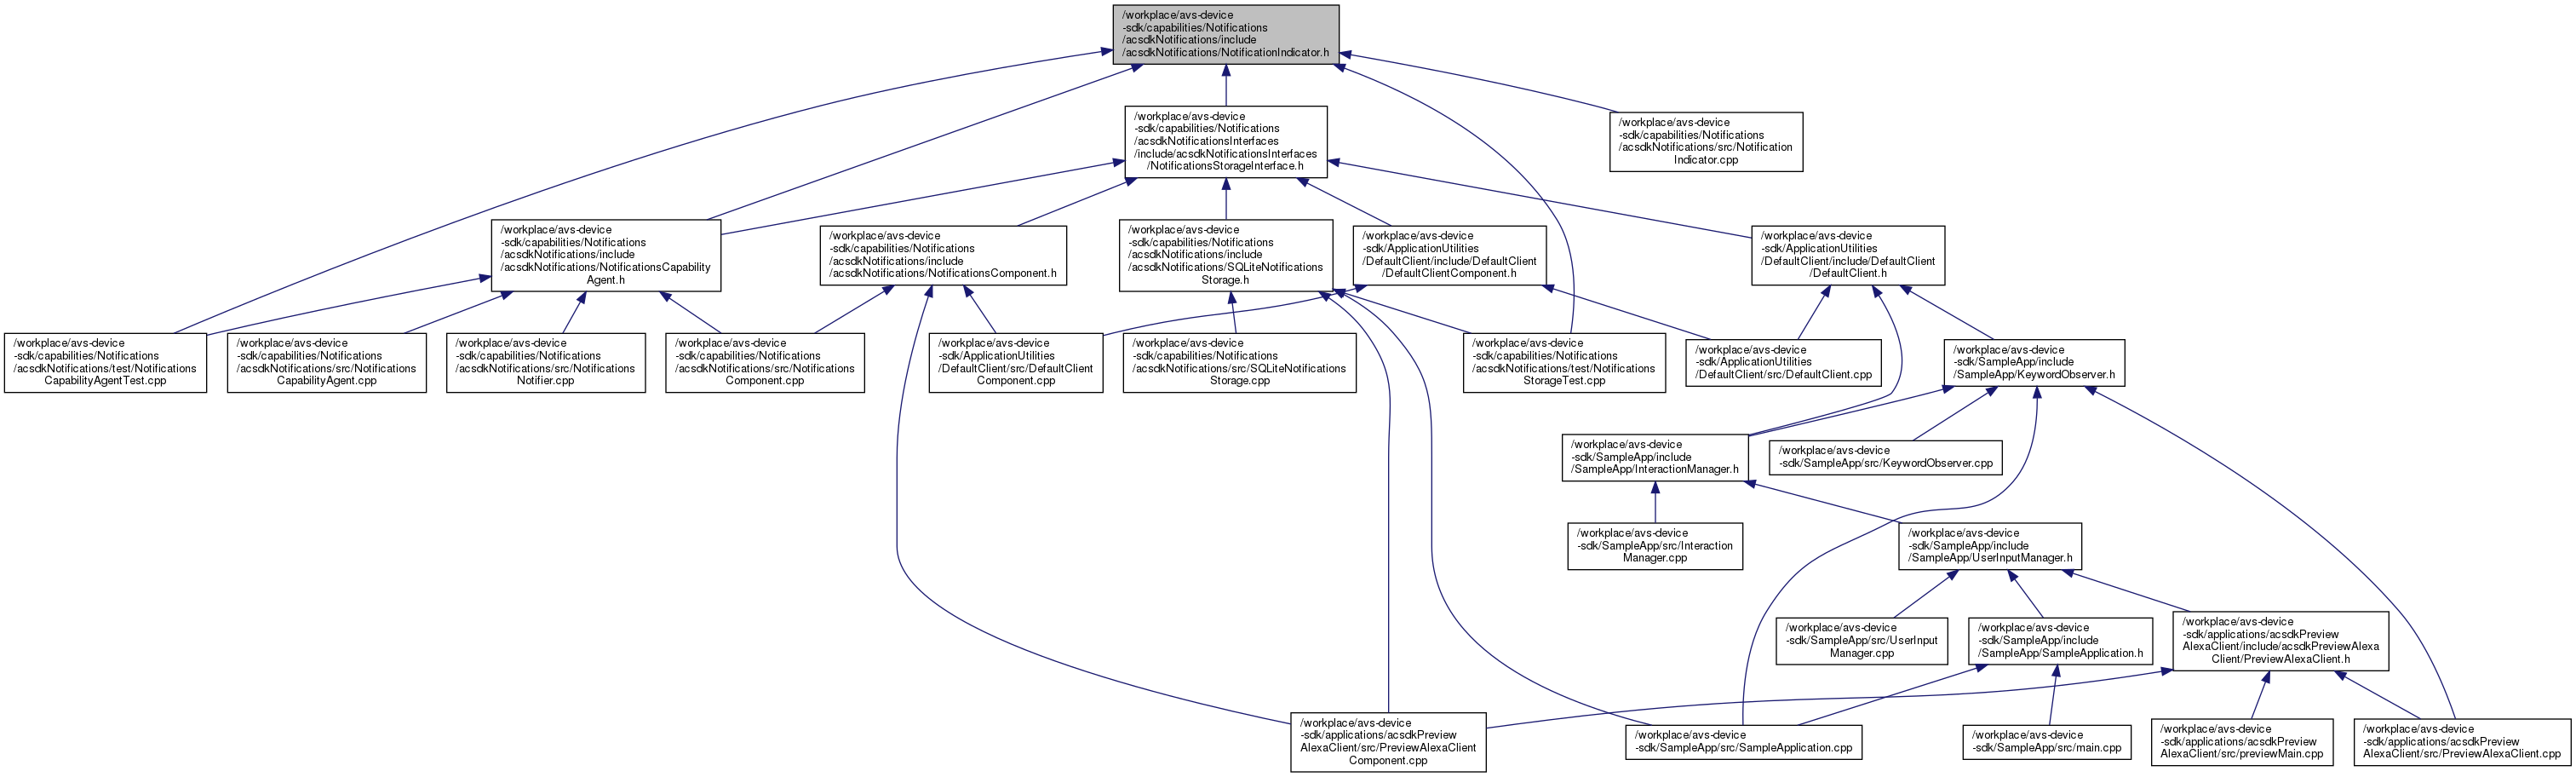 /workplace/avs-device
-sdk/capabilities/Notifications
/acsdkNotifications/include
/acsdkNotifications/NotificationIndicator.h
/workplace/avs-device
-sdk/capabilities/Notifications
/acsdkNotificationsInterfaces
/include/acsdkNotificationsInterfaces
/NotificationsStorageInterface.h
/workplace/avs-device
-sdk/capabilities/Notifications
/acsdkNotifications/src/Notification
Indicator.cpp
/workplace/avs-device
-sdk/capabilities/Notifications
/acsdkNotifications/include
/acsdkNotifications/NotificationsCapability
Agent.h
/workplace/avs-device
-sdk/capabilities/Notifications
/acsdkNotifications/include
/acsdkNotifications/NotificationsComponent.h
/workplace/avs-device
-sdk/capabilities/Notifications
/acsdkNotifications/include
/acsdkNotifications/SQLiteNotifications
Storage.h
/workplace/avs-device
-sdk/ApplicationUtilities
/DefaultClient/include/DefaultClient
/DefaultClientComponent.h
/workplace/avs-device
-sdk/ApplicationUtilities
/DefaultClient/include/DefaultClient
/DefaultClient.h
/workplace/avs-device
-sdk/capabilities/Notifications
/acsdkNotifications/test/Notifications
CapabilityAgentTest.cpp
/workplace/avs-device
-sdk/capabilities/Notifications
/acsdkNotifications/src/Notifications
CapabilityAgent.cpp
/workplace/avs-device
-sdk/capabilities/Notifications
/acsdkNotifications/src/Notifications
Notifier.cpp
/workplace/avs-device
-sdk/capabilities/Notifications
/acsdkNotifications/src/Notifications
Component.cpp
/workplace/avs-device
-sdk/ApplicationUtilities
/DefaultClient/src/DefaultClient
Component.cpp
/workplace/avs-device
-sdk/capabilities/Notifications
/acsdkNotifications/src/SQLiteNotifications
Storage.cpp
/workplace/avs-device
-sdk/capabilities/Notifications
/acsdkNotifications/test/Notifications
StorageTest.cpp
/workplace/avs-device
-sdk/ApplicationUtilities
/DefaultClient/src/DefaultClient.cpp
/workplace/avs-device
-sdk/SampleApp/include
/SampleApp/KeywordObserver.h
/workplace/avs-device
-sdk/SampleApp/include
/SampleApp/InteractionManager.h
/workplace/avs-device
-sdk/SampleApp/src/KeywordObserver.cpp
/workplace/avs-device
-sdk/SampleApp/src/Interaction
Manager.cpp
/workplace/avs-device
-sdk/SampleApp/include
/SampleApp/UserInputManager.h
/workplace/avs-device
-sdk/SampleApp/src/UserInput
Manager.cpp
/workplace/avs-device
-sdk/SampleApp/include
/SampleApp/SampleApplication.h
/workplace/avs-device
-sdk/applications/acsdkPreview
AlexaClient/include/acsdkPreviewAlexa
Client/PreviewAlexaClient.h
/workplace/avs-device
-sdk/applications/acsdkPreview
AlexaClient/src/PreviewAlexaClient
Component.cpp
/workplace/avs-device
-sdk/SampleApp/src/SampleApplication.cpp
/workplace/avs-device
-sdk/SampleApp/src/main.cpp
/workplace/avs-device
-sdk/applications/acsdkPreview
AlexaClient/src/previewMain.cpp
/workplace/avs-device
-sdk/applications/acsdkPreview
AlexaClient/src/PreviewAlexaClient.cpp